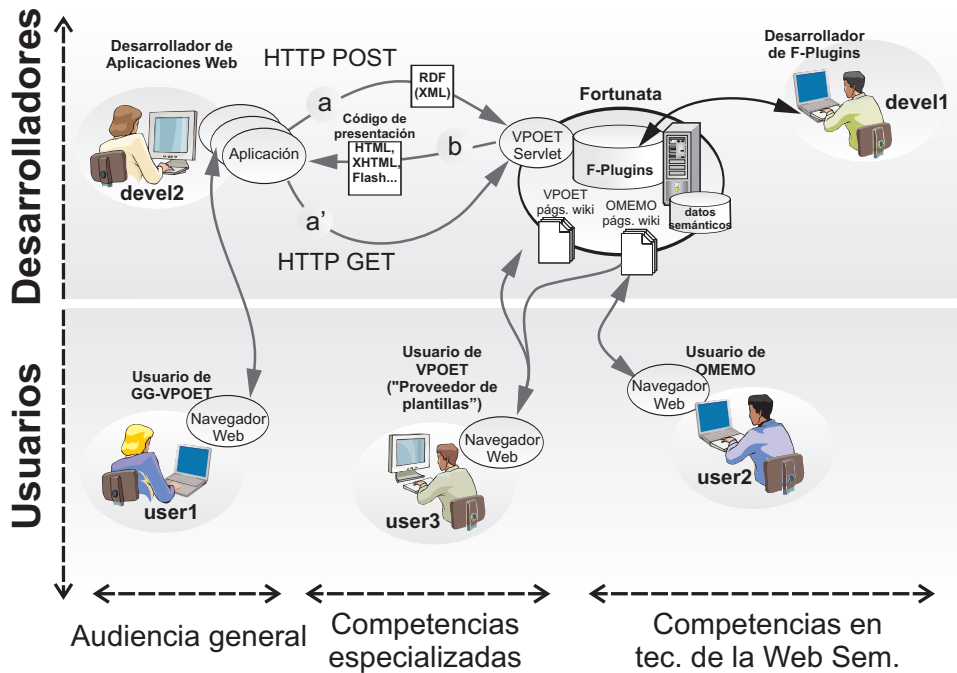 Desarrolladores
Usuarios
Desarrollador de
Aplicaciones Web
devel2
Aplicación
HTTP POST
a
RDF
(XML)
Código de
presentación
HTML,
XHTML,
Flash...
b
a’
HTTP GET
Fortunata
VPOET
Servlet
F-Plugins
VPOET
págs. wiki
OMEMO
págs. wiki
datos
semánticos
Desarrollador
de F-Plugins
devel1
Usuario de
GG-VPOET
Navegador
Web
user1
Usuario de
VPOET
("Proveedor de
plantillas”)
Navegador
Web
user3
Usuario de
OMEMO
Navegador
Web
user2
Audiencia general
Competencias
especializadas
Competencias en
tec. de la Web Sem.